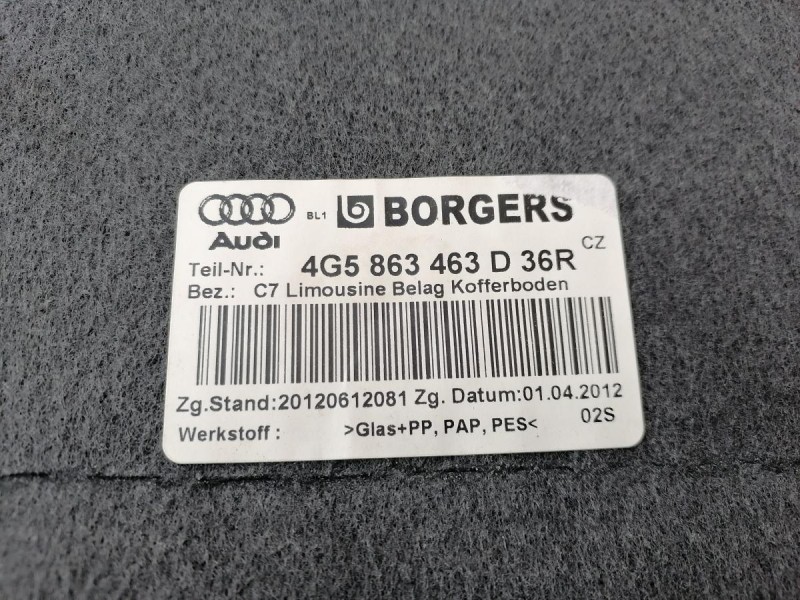 BL1 BORGERS
Audi
CZ
Teil-Nr.: 4G5 863 463 D 36R
Bez.: C7 Limousine Belag Kofferboden
Zg.Stand:20120612081 Zg. Datum:01.04.2012
Werkstoff : >Glas+PP, PAP, PES< 02S